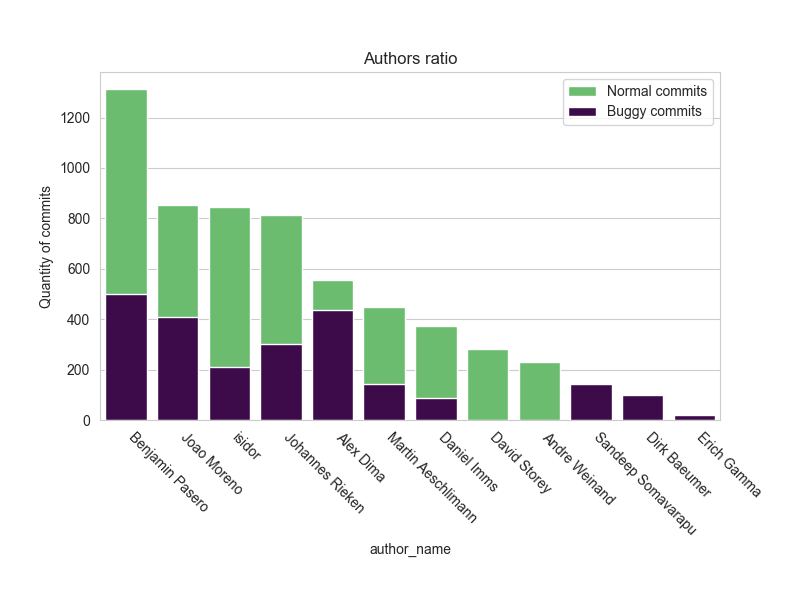 Authors ratio
Normal commits
Buggy commits
Quantity of commits
1200
1000
800
600
400
200
0
Benjamin Pasero
Joao Moreno
isidor
Johannes Rieken
Alex Dima
Martin Aeschlimann
Daniel Imms
David Storey
Andre Weinand
Sandeep Somavarapu
Dirk Baeumer
Erich Gamma
author_name